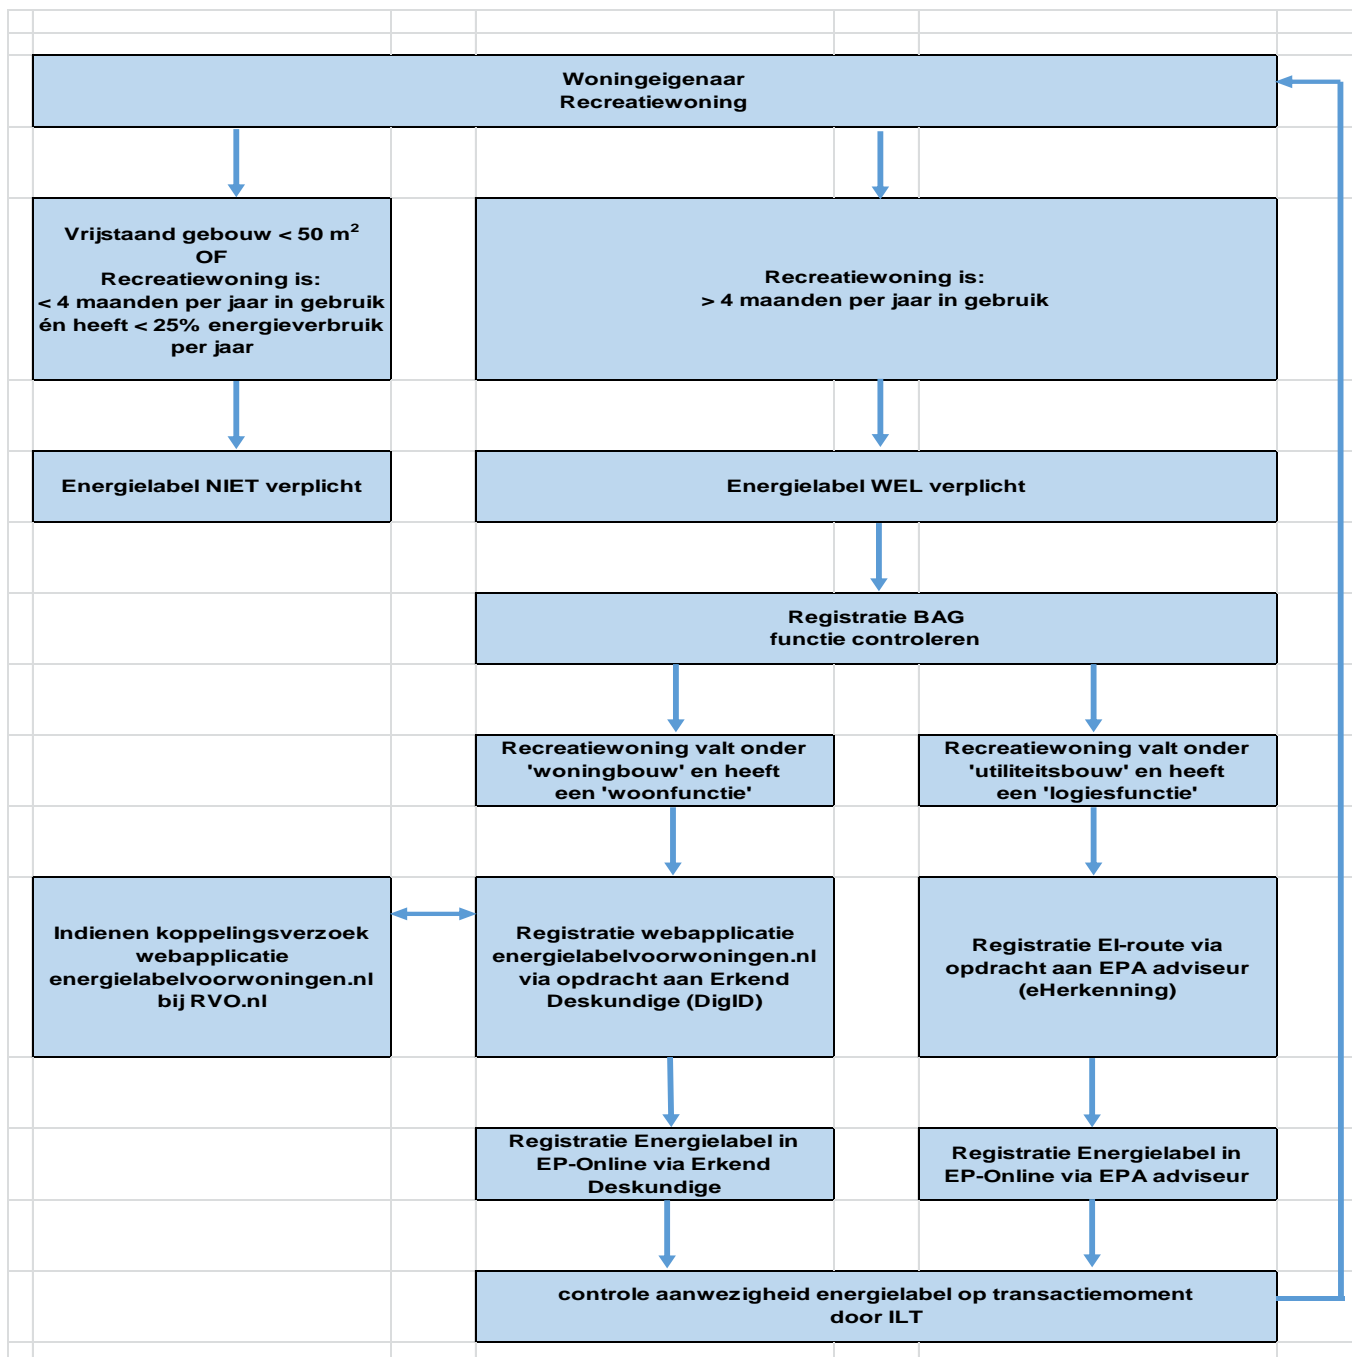 Woningeigenaar
Recreatiewoning
Vrijstaand gebouw < 50 m²
OF
Recreatiewoning is:
< 4 maanden per jaar in gebruik
én heeft < 25% energieverbruik
per jaar
Recreatiewoning is:
> 4 maanden per jaar in gebruik
Energielabel NIET verplicht
Energielabel WEL verplicht
Registratie BAG
functie controleren
Recreatiewoning valt onder
'woningbouw' en heeft
een 'woonfunctie'
Recreatiewoning valt onder
'utiliteitsbouw' en heeft
een 'logiesfunctie'
Indienen koppelingsverzoek
webapplicatie
energielabelvoorwoningen.nl
bij RVO.nl
Registratie webapplicatie
energielabelvoorwoningen.nl
via opdracht aan Erkend
Deskundige (DigID)
Registratie EI-route via
opdracht aan EPA adviseur
(eHerkenning)
Registratie Energielabel in
EP-Online via Erkend
Deskundige
Registratie Energielabel in
EP-Online via EPA adviseur
controle aanwezigheid energielabel op transactiemoment
door ILT